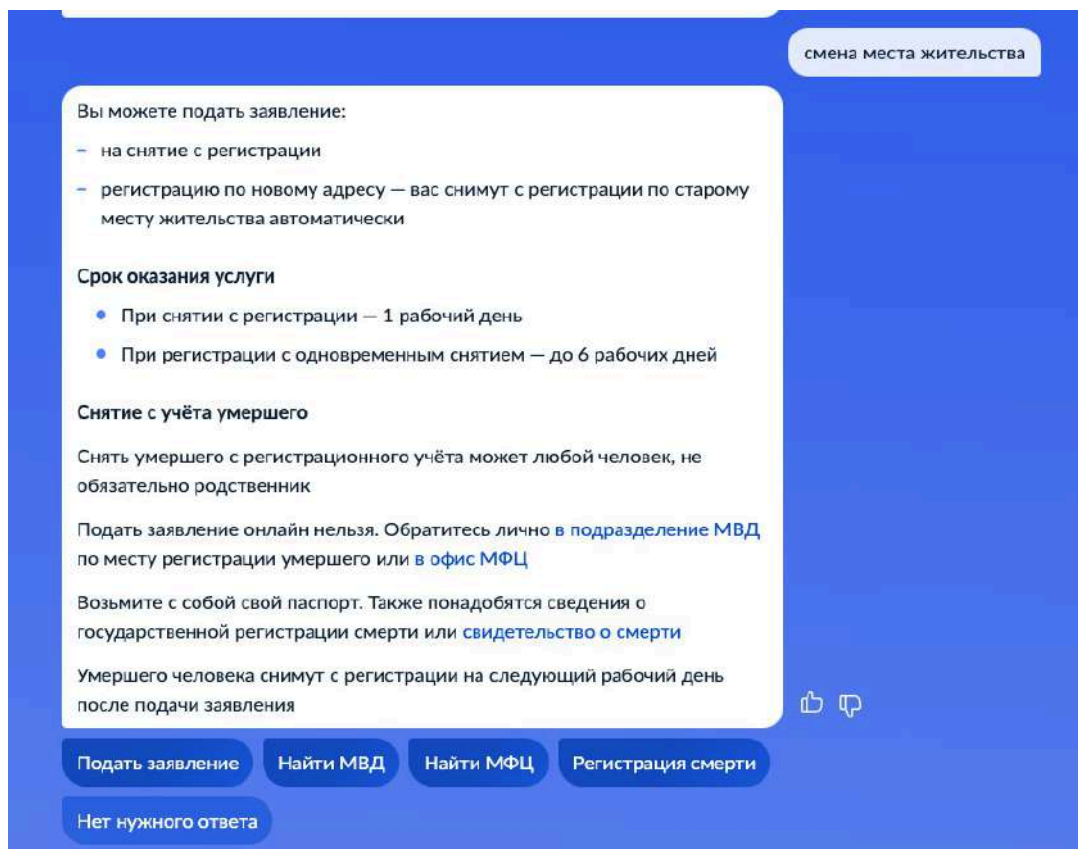 смена места жительства
Вы можете подать заявление:
– на снятие с регистрации
– регистрацию по новому адресу — вас снимут с регистрации по старому
месту жительства автоматически
Срок оказания услуги
• При снятии с регистрации — 1 рабочий день
• При регистрации с одновременным снятием — до 6 рабочих дней
Снятие с учёта умершего
Снять умершего с регистрационного учёта может любой человек, не
обязательно родственник
Подать заявление онлайн нельзя. Обратитесь лично в подразделение МВД
по месту регистрации умершего или в офис МФЦ
Возьмите с собой свой паспорт. Также понадобятся сведения о
государственной регистрации смерти или свидетельство о смерти
Умершего человека снимут с регистрации на следующий рабочий день
после подачи заявления
Подать заявление Найти МВД Найти МФЦ Регистрация смерти
Нет нужного ответа